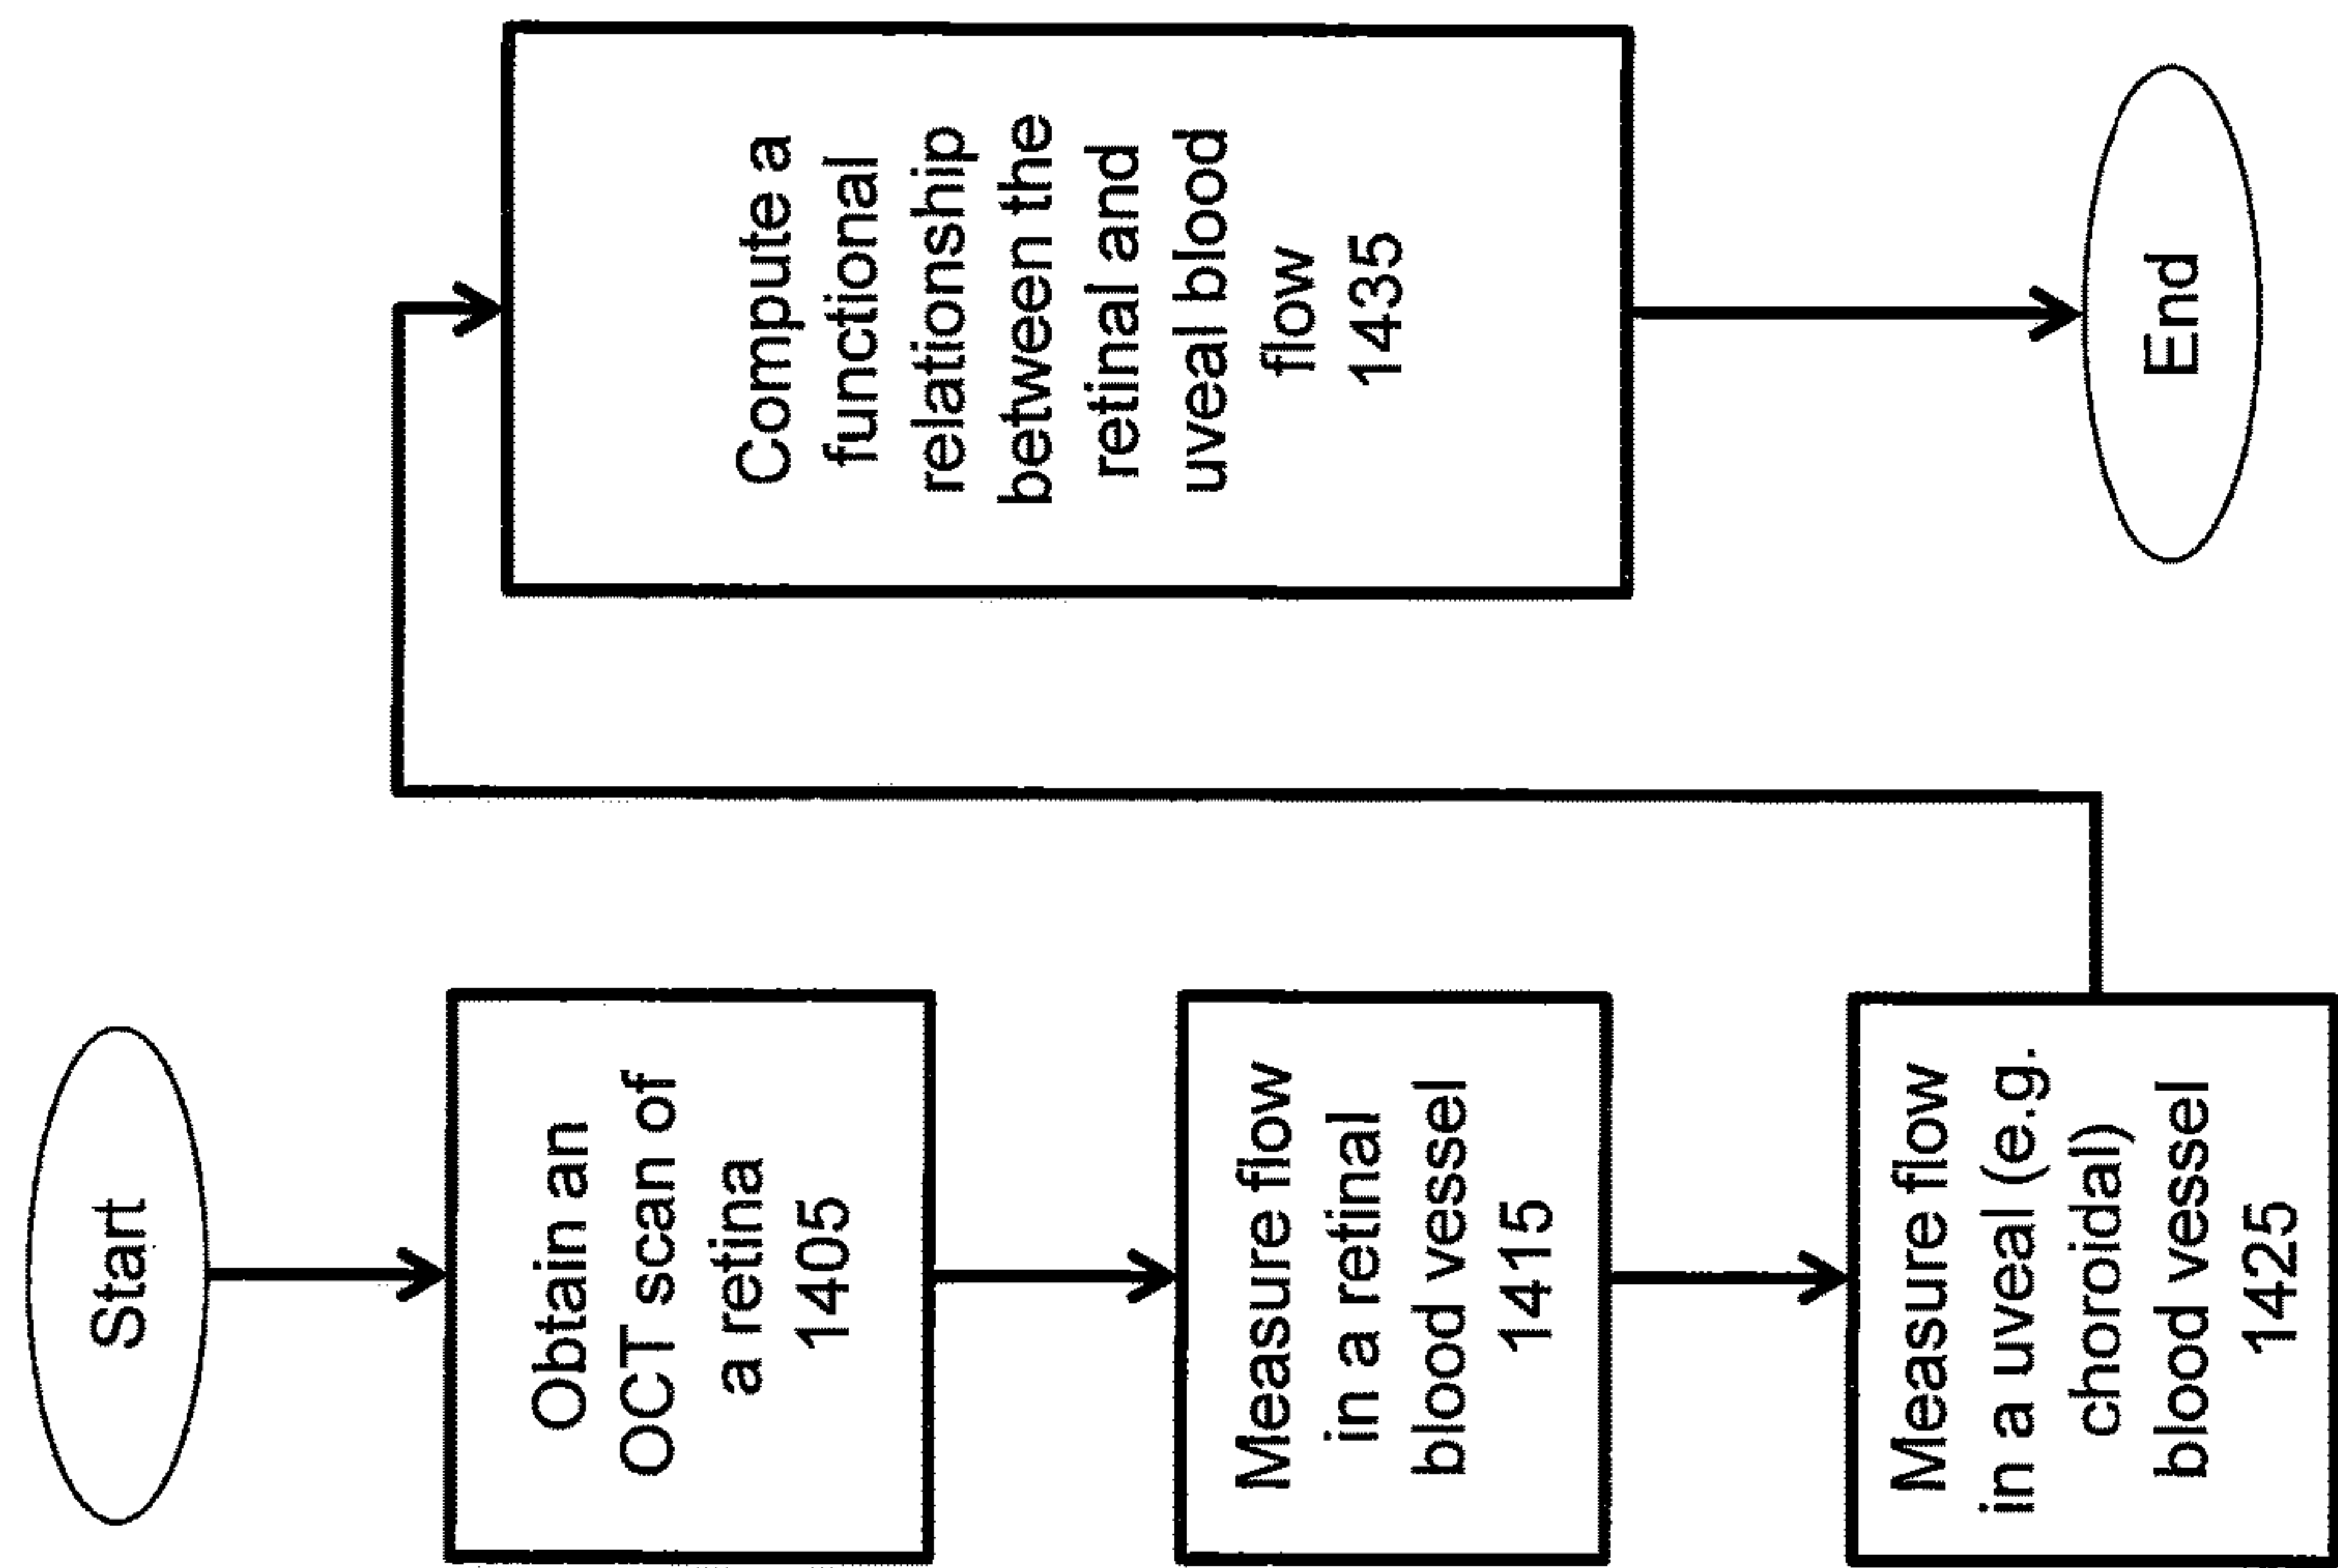 Start
Obtain an
OCT scan of
a retina
1405
Measure flow
in a retinal
blood vessel
1415
Measure flow
in a uveal (e.g.
choroidal)
blood vessel
1425
Compute a
functional
relationship
between the
retinal and
uveal blood
flow
1435
End